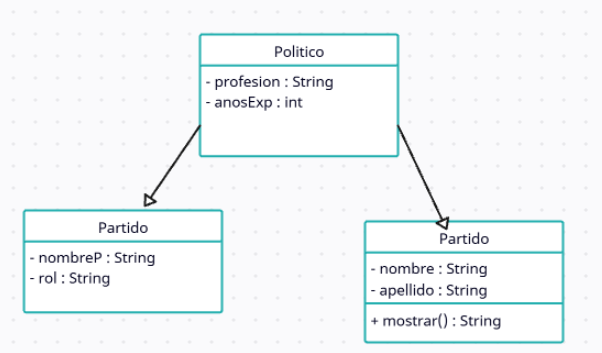 Politico
- profesion : String
- anosExp : int
Partido
- nombreP : String
- rol : String
Partido
- nombre : String
- apellido : String
+ mostrar() : String